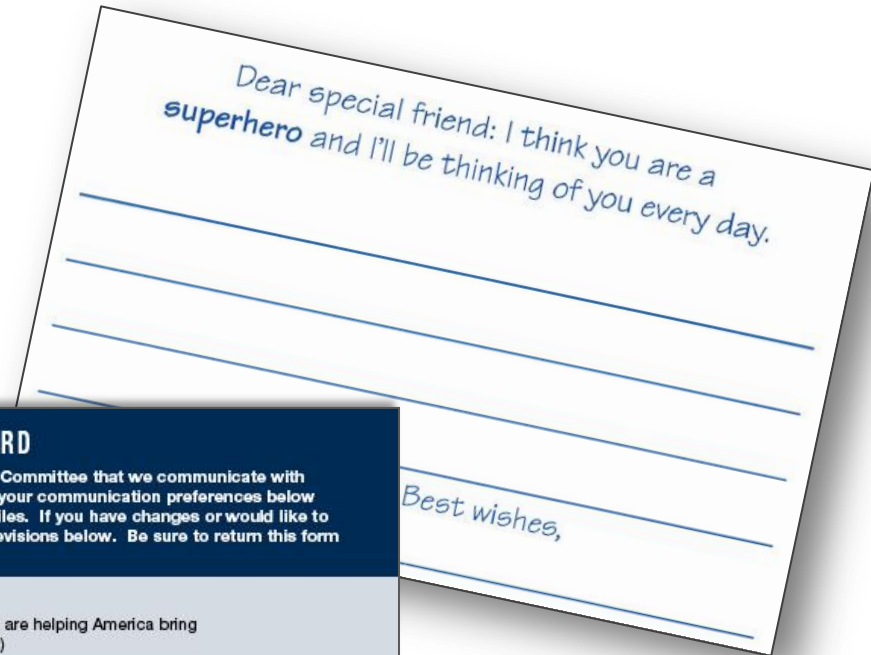 Dear special friend: I think you are a
superhero and I'll be thinking of you every day.
Best wishes,
RD
Committee that we communicate with
your communication preferences below
les. If you have changes or would like to
evisions below. Be sure to return this form
are helping America bring
)